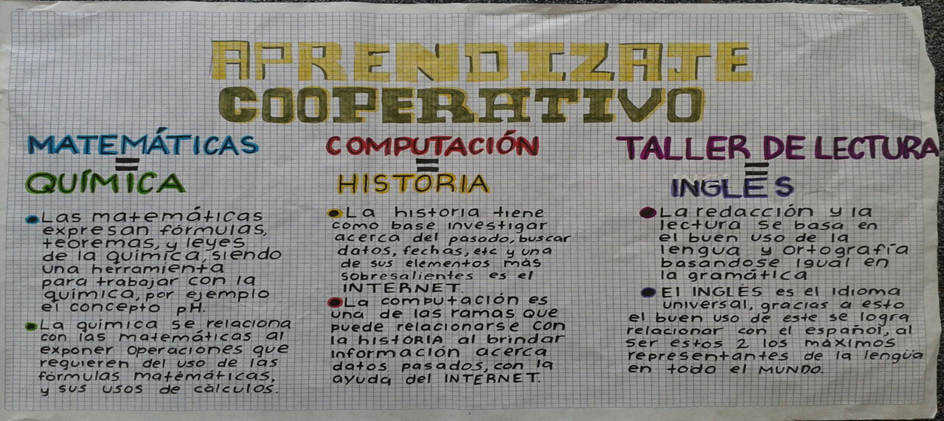 APRENDIZAJE
COOPERATIVO
MATEMÁTICAS
=
QUÍMICA
Las matemáticas
expresan fórmulas,
teoremas, y leyes
de la química, siendo
una herramienta
para trabajar con la
química, por ejemplo
el concepto pH.
La química se relaciona
con las matemáticas al
exponer operaciones que
requieren del uso de las
fórmulas matemáticas,
y sus usos de cálculos.
COMPUTACIÓN
=
HISTORIA
La historia tiene
como base investigar
acerca del pasado, buscar
datos, fechas, etc y una
de sus elementos más
sobresalientes es el
INTERNET.
La computación es
una de las ramas que
puede relacionarse con
la histORIA al brindar
información acerca
datos pasados, con la
ayuda del INTERNET.
TALLER DE LECTURA
=
INGLÉS
La redacción y la
lectura se basa en
el buen uso de la
lengua y ortografía
basandose igual en
la gramática
El INGLÉS es el idioma
universal, gracias a esto
el buen uso de este se logra
relacionar con el español, al
ser estos 2 los máximos
representantes de la lengua
en todo el MUNDO.